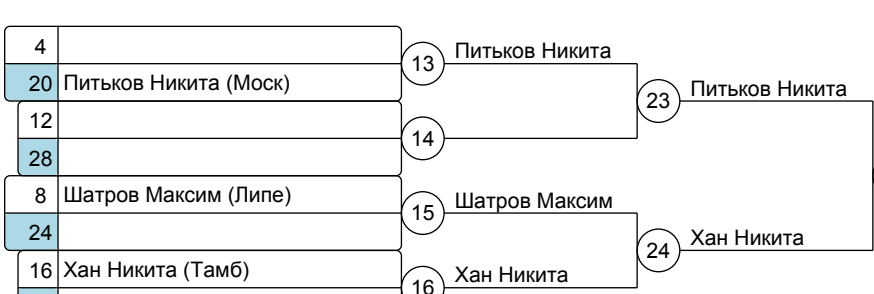 4
20 Питьков Никита (Моск)
12
28
8 Шатров Максим (Липе)
24
16 Хан Никита (Тамб)
13 Питьков Никита
14
15 Шатров Максим
16 Хан Никита
23 Питьков Никита
24 Хан Никита